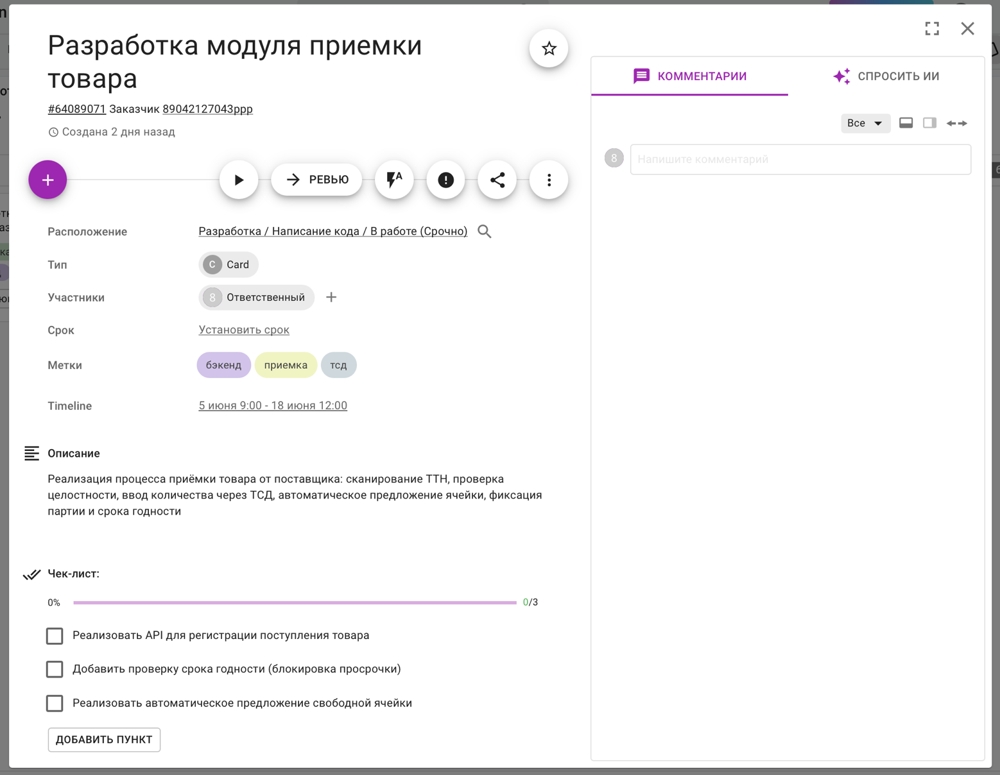 Разработка модуля приемки
товара
#64089071 Заказчик 89042127043ppp
Создана 2 дня назад
РЕВЬЮ
Расположение Разработка / Написание кода / В работе (Срочно)
Тип C Card
Участники 8 Ответственный
Срок Установить срок
Метки бэкенд приемка тсд
Timeline 5 июня 9:00 - 18 июня 12:00
Описание
Реализация процесса приёмки товара от поставщика: сканирование ТТН, проверка
целостности, ввод количества через ТСД, автоматическое предложение ячейки, фиксация
партии и срока годности
Чек-лист:
0% 0/3
Реализовать API для регистрации поступления товара
Добавить проверку срока годности (блокировка просрочки)
Реализовать автоматическое предложение свободной ячейки
ДОБАВИТЬ ПУНКТ
КОММЕНТАРИИ СПРОСИТЬ ИИ
Все
8 Напишите комментарий